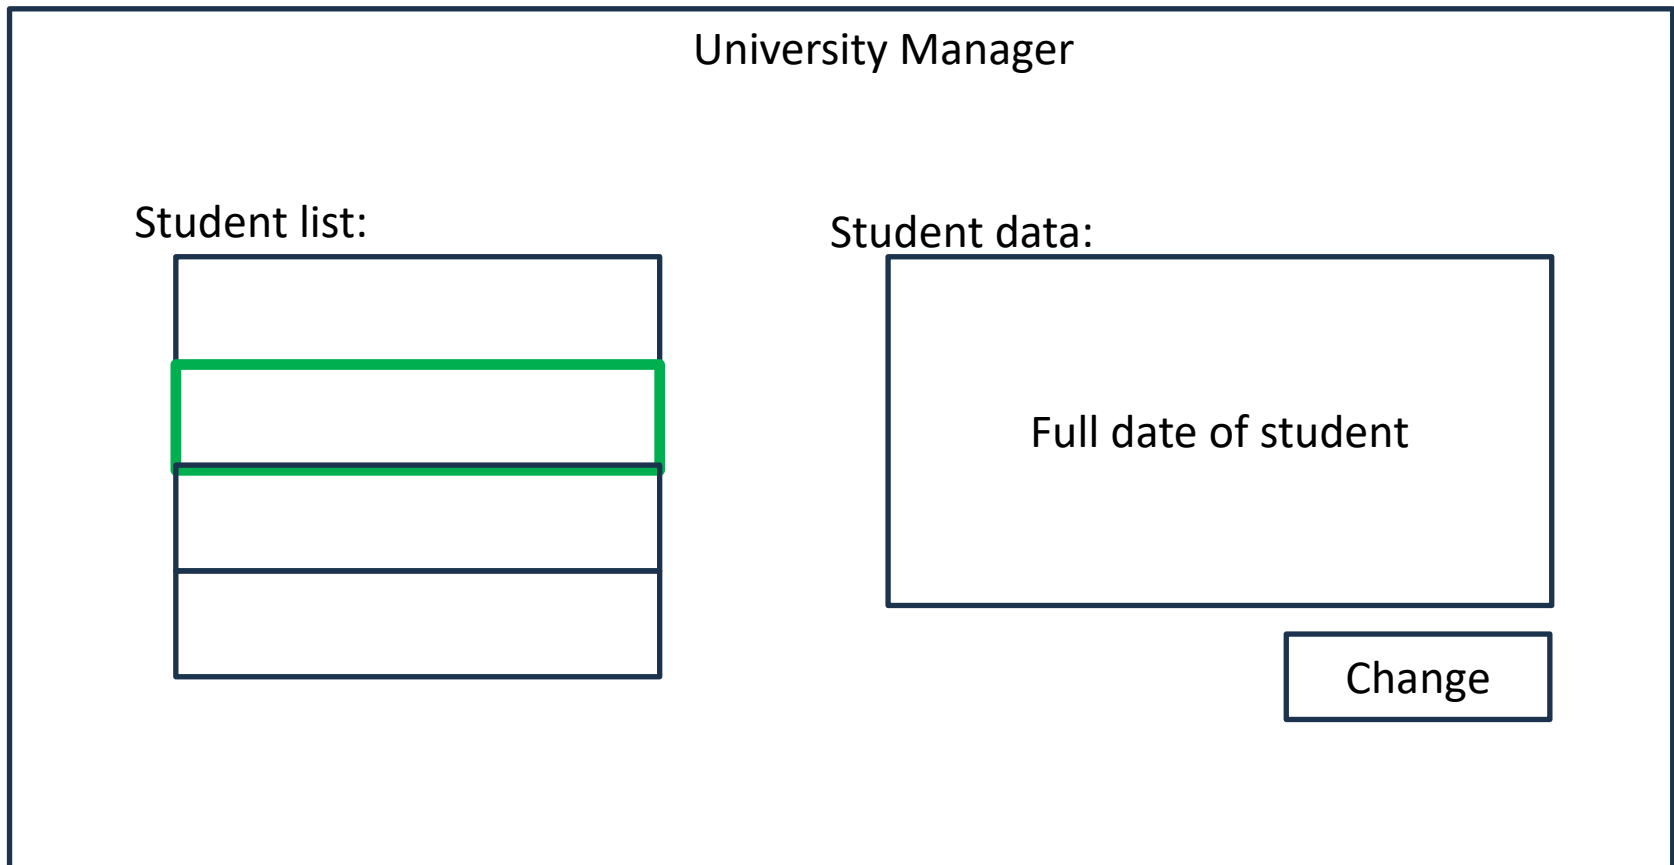 University Manager
Student list:
Student data:
Full date of student
Change